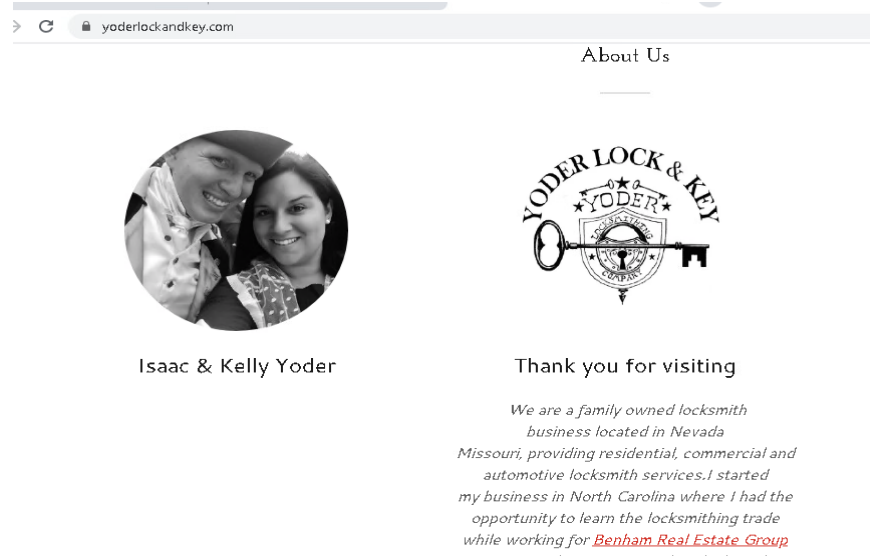 yoderlockandkey.com
About Us
YODER LOCK & KEY
YODER
LOCKSMITHING
COMPANY
Isaac & Kelly Yoder
Thank you for visiting
We are a family owned locksmith
business located in Nevada
Missouri, providing residential, commercial and
automotive locksmith services.I started
my business in North Carolina where I had the
opportunity to learn the locksmithing trade
while working for Benham Real Estate Group